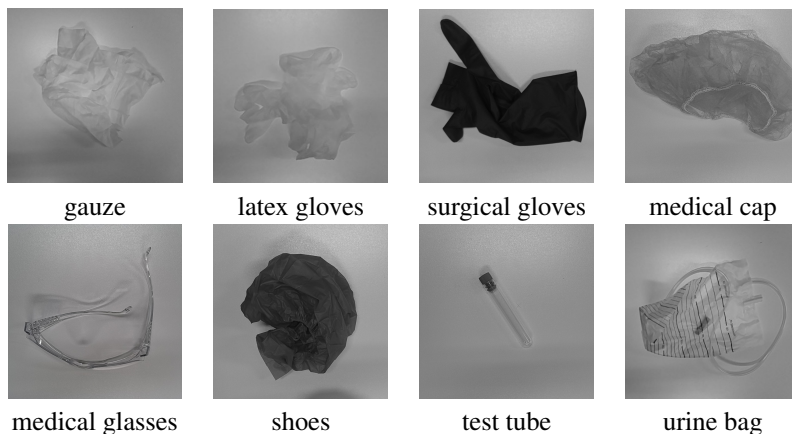 gauze
latex gloves
surgical gloves
medical cap
medical glasses
shoes
test tube
urine bag